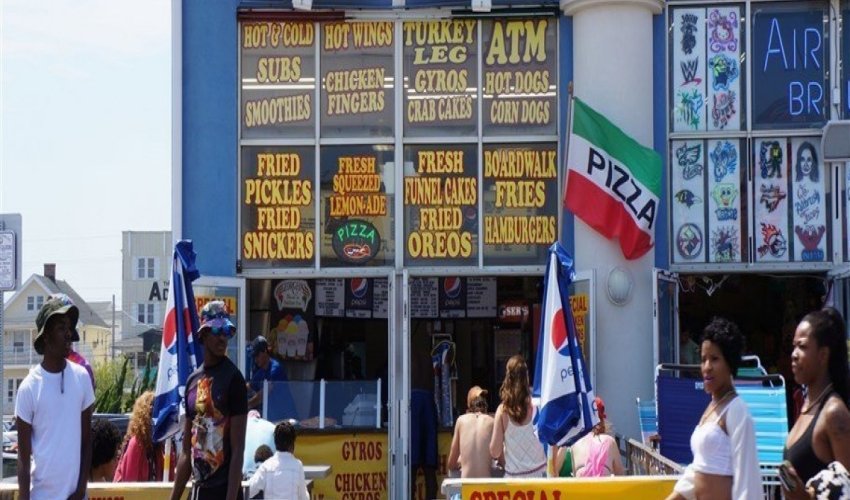 HOT & COLD
SUBS
SMOOTHIES
HOT WINGS
CHICKEN
FINGERS
TURKEY
LEG
GYROS
CRAB CAKES
ATM
HOT DOGS
CORN DOGS
FRIED
PICKLES
FRIED
SNICKERS
FRESH
SQUEEZED
LEMON-ADE
PIZZA
FRESH
FUNNEL CAKES
FRIED
OREOS
BOARDWALK
FRIES
HAMBURGERS
PIZZA
AIR
BR
pepsi
GYROS
CHICKEN
GYROS
SPECIAL